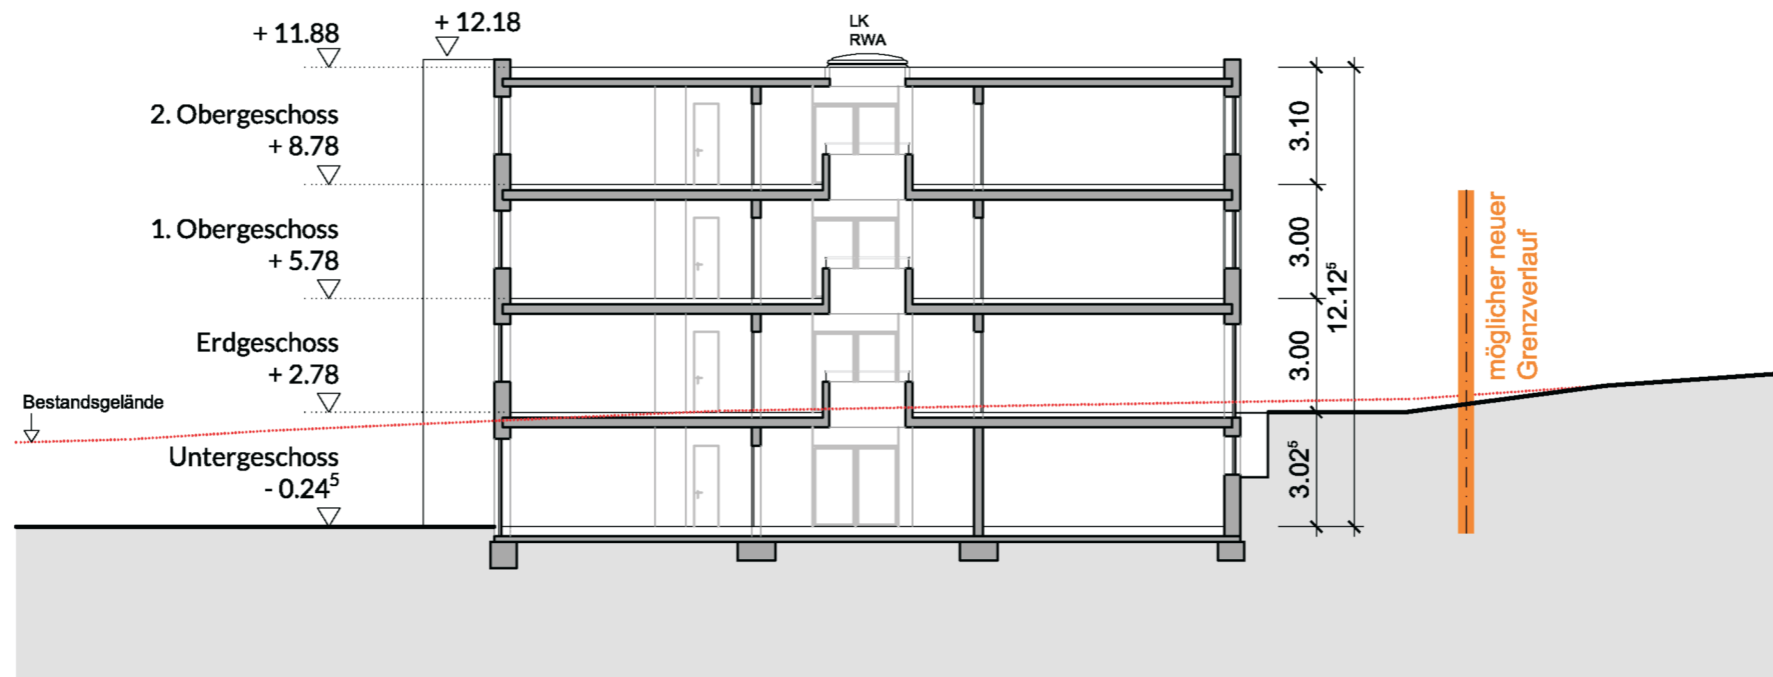 + 11.88
+ 12.18
LK
RWA
2. Obergeschoss
+ 8.78
1. Obergeschoss
+ 5.78
Erdgeschoss
+ 2.78
Bestandsgelände
Untergeschoss
- 0.24⁵
3.10
3.00
3.00
3.02⁵
12.12⁵
möglicher neuer
Grenzverlauf